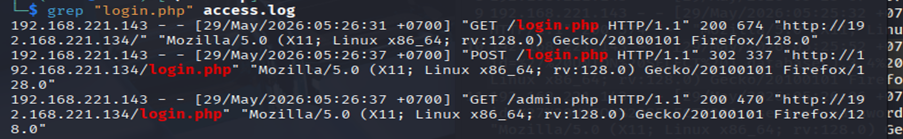 └─$ grep "login.php" access.log
192.168.221.143 - - [29/May/2026:05:26:31 +0700] "GET /login.php HTTP/1.1" 200 674 "http://19
2.168.221.134/" "Mozilla/5.0 (X11; Linux x86_64; rv:128.0) Gecko/20100101 Firefox/128.0"
192.168.221.143 - - [29/May/2026:05:26:37 +0700] "POST /login.php HTTP/1.1" 302 337 "http://1
92.168.221.134/login.php" "Mozilla/5.0 (X11; Linux x86_64; rv:128.0) Gecko/20100101 Firefox/1
28.0"
192.168.221.143 - - [29/May/2026:05:26:37 +0700] "GET /admin.php HTTP/1.1" 200 470 "http://19
2.168.221.134/login.php" "Mozilla/5.0 (X11; Linux x86_64; rv:128.0) Gecko/20100101 Firefox/12
8.0"